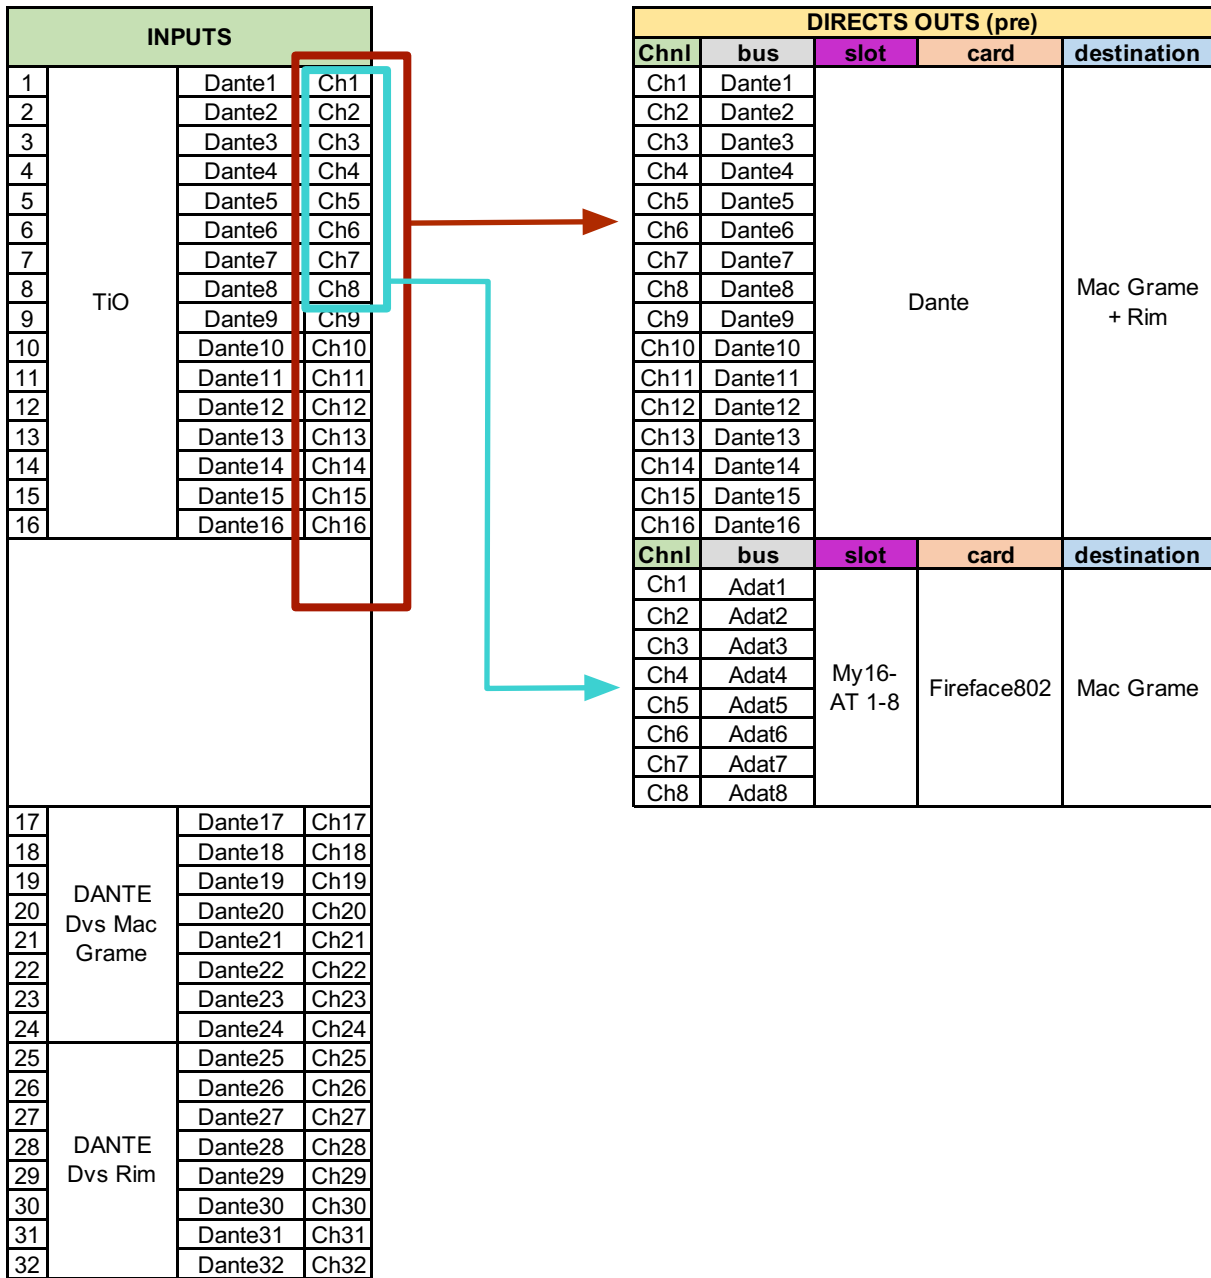 INPUTS
1 Dante1 Ch1
2 Dante2 Ch2
3 Dante3 Ch3
4 Dante4 Ch4
5 Dante5 Ch5
6 Dante6 Ch6
7 Dante7 Ch7
8 TiO Dante8 Ch8
9 Dante9 Ch9
10 Dante10 Ch10
11 Dante11 Ch11
12 Dante12 Ch12
13 Dante13 Ch13
14 Dante14 Ch14
15 Dante15 Ch15
16 Dante16 Ch16
17 Dante17 Ch17
18 Dante18 Ch18
19 DANTE Dante19 Ch19
20 Dvs Mac Dante20 Ch20
21 Grame Dante21 Ch21
22 Dante22 Ch22
23 Dante23 Ch23
24 Dante24 Ch24
25 Dante25 Ch25
26 Dante26 Ch26
27 Dante27 Ch27
28 DANTE Dante28 Ch28
29 Dvs Rim Dante29 Ch29
30 Dante30 Ch30
31 Dante31 Ch31
32 Dante32 Ch32
DIRECTS OUTS (pre)
Chnl bus slot card destination
Ch1 Dante1
Ch2 Dante2
Ch3 Dante3
Ch4 Dante4
Ch5 Dante5
Ch6 Dante6
Ch7 Dante7
Ch8 Dante8 Dante Mac Grame
Ch9 Dante9 + Rim
Ch10 Dante10
Ch11 Dante11
Ch12 Dante12
Ch13 Dante13
Ch14 Dante14
Ch15 Dante15
Ch16 Dante16
Chnl bus slot card destination
Ch1 Adat1
Ch2 Adat2
Ch3 Adat3
Ch4 Adat4 My16- Fireface802 Mac Grame
Ch5 Adat5 AT 1-8
Ch6 Adat6
Ch7 Adat7
Ch8 Adat8